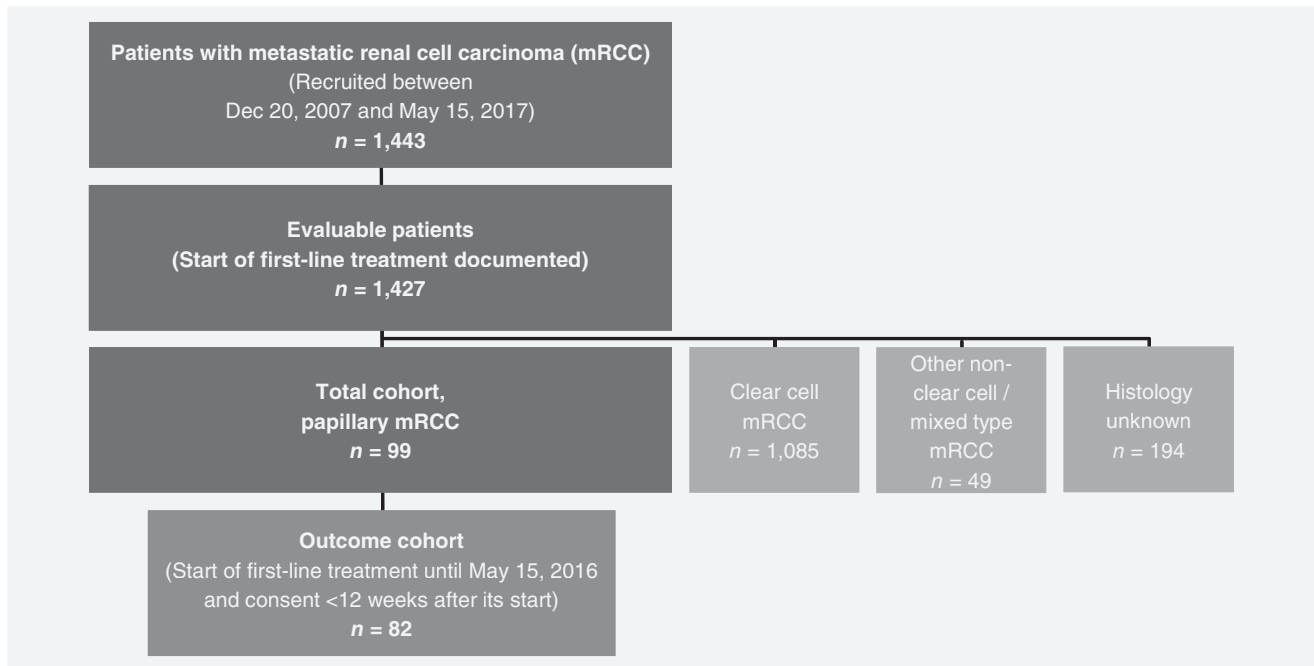 Patients with metastatic renal cell carcinoma (mRCC)
(Recruited between
Dec 20, 2007 and May 15, 2017)
n = 1,443
Evaluable patients
(Start of first-line treatment documented)
n = 1,427
Total cohort,
papillary mRCC
n = 99
Clear cell
mRCC
n = 1,085
Other non-
clear cell /
mixed type
mRCC
n = 49
Histology
unknown
n = 194
Outcome cohort
(Start of first-line treatment until May 15, 2016
and consent <12 weeks after its start)
n = 82